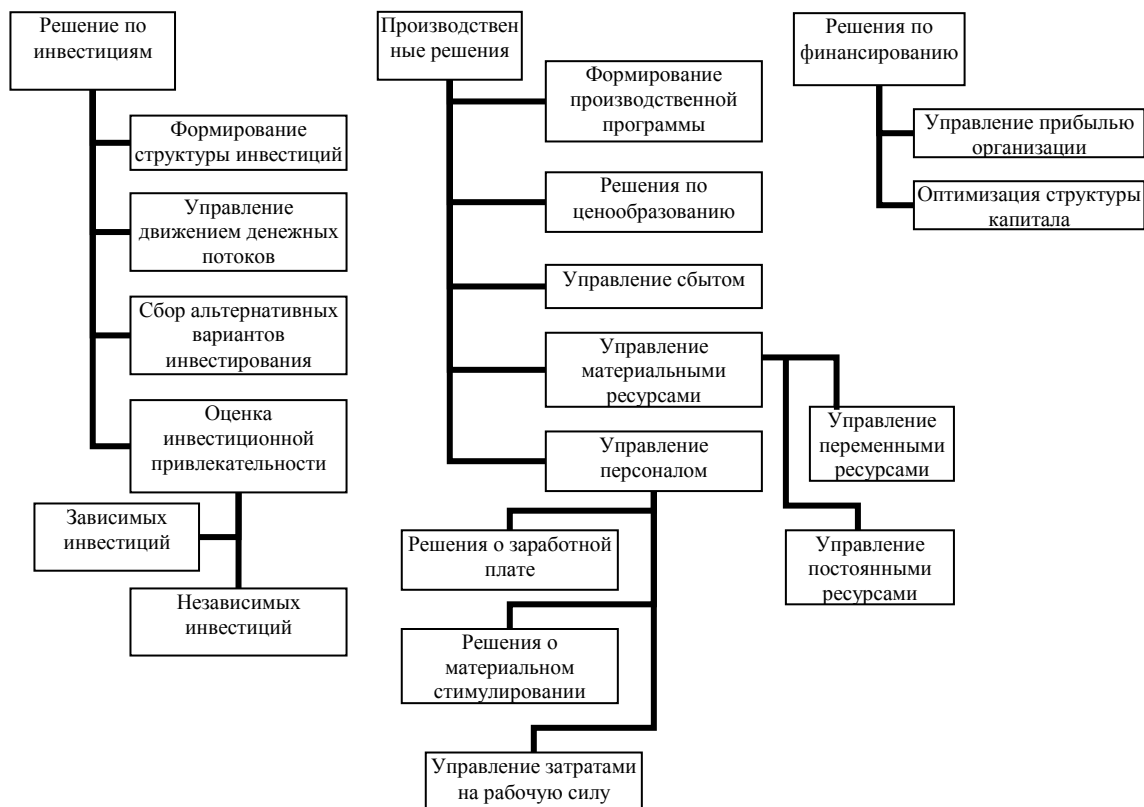 Решение по
инвестициям
Формирование
структуры инвестиций
Управление
движением денежных
потоков
Сбор альтернативных
вариантов
инвестирования
Оценка
инвестиционной
привлекательности
Зависимых
инвестиций
Независимых
инвестиций
Производствен
ные решения
Формирование
производственной
программы
Решения по
ценообразованию
Управление сбытом
Управление
материальными
ресурсами
Управление
переменными
ресурсами
Управление
постоянными
ресурсами
Управление
персоналом
Решения о заработной
плате
Решения о
материальном
стимулировании
Управление затратами
на рабочую силу
Решения по
финансированию
Управление прибылью
организации
Оптимизация структуры
капитала